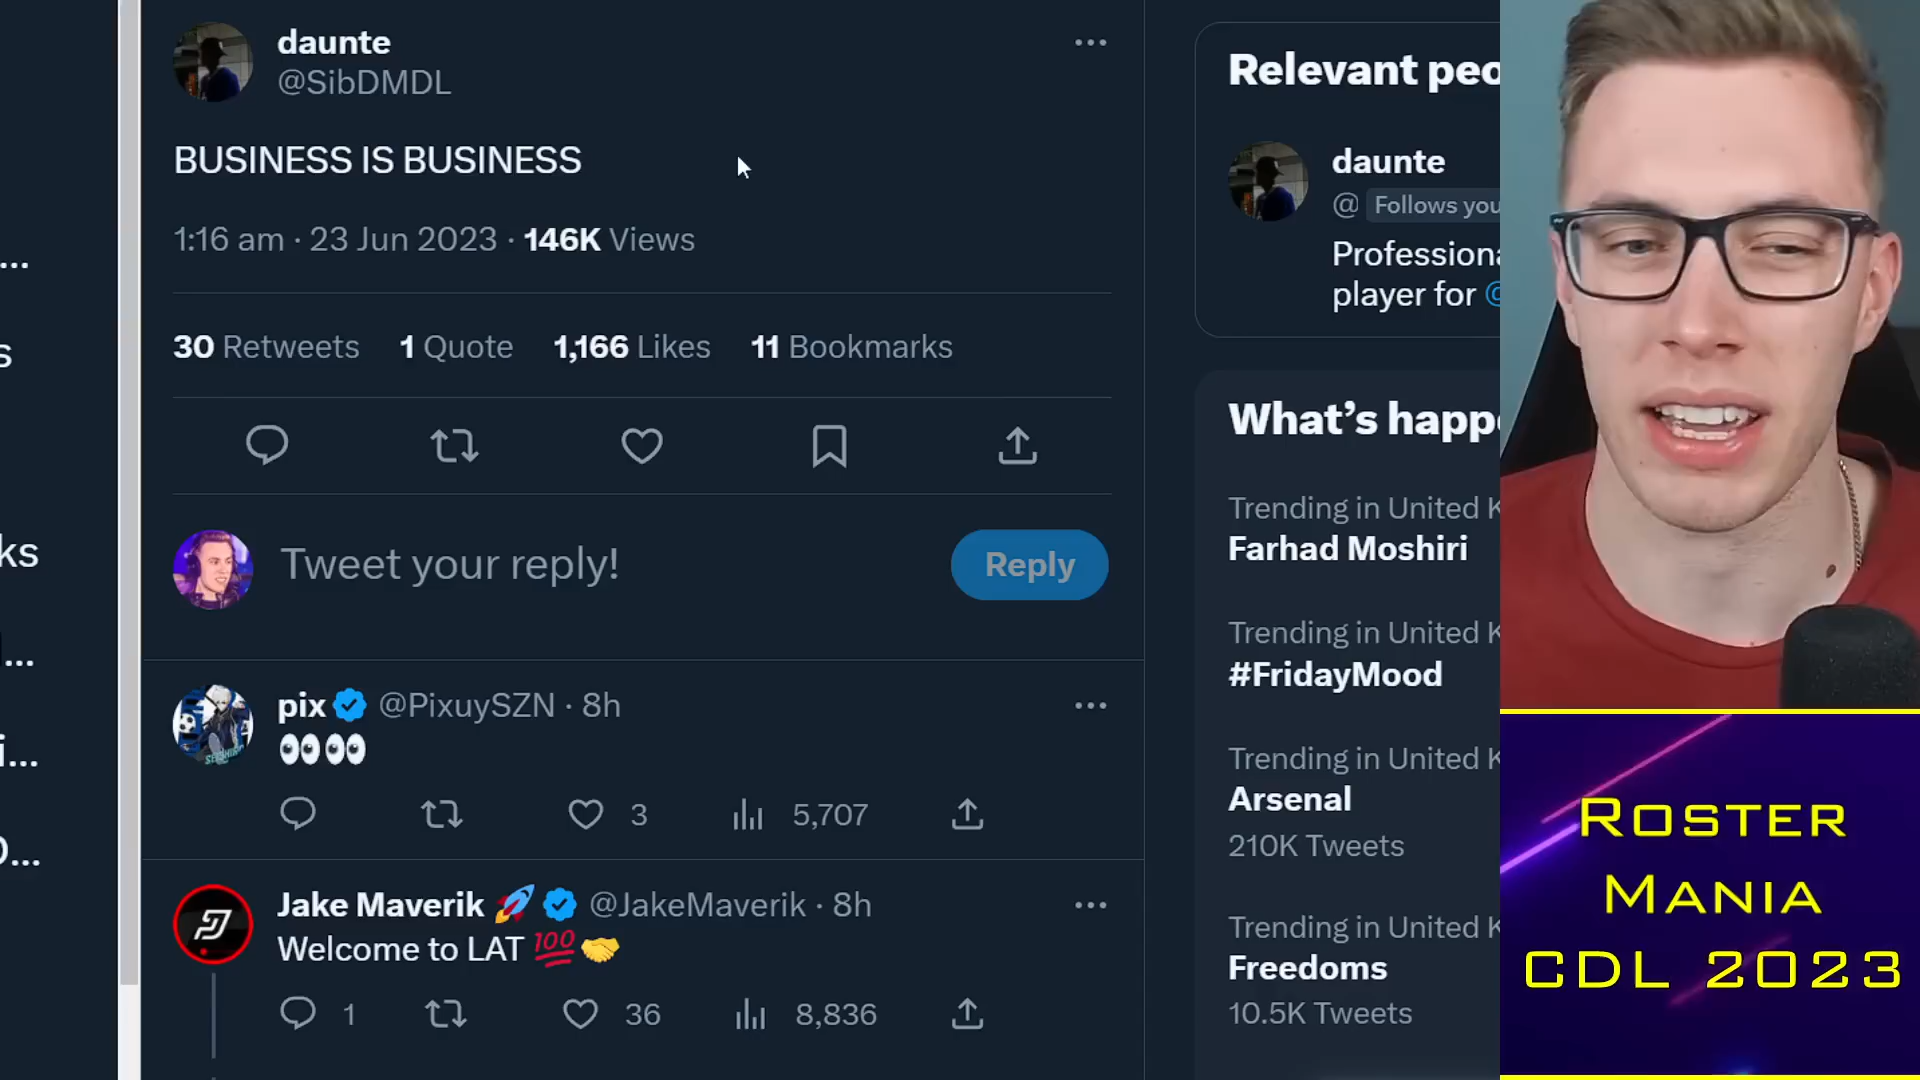 daunte
@SibDMDL
BUSINESS IS BUSINESS
1:16 am · 23 Jun 2023 · 146K Views
30 Retweets 1 Quote 1,166 Likes 11 Bookmarks
Tweet your reply!
Reply
pix @PixuySZN · 8h
👀👀
3 5,707
Jake Maverik 🚀 @JakeMaverik · 8h
Welcome to LAT 💯🤝
1 36 8,836
...
s
ks
...
i...
...
Relevant peo
daunte
@ Follows you
Professiona
player for @
What's happ
Trending in United K
Farhad Moshiri
Trending in United K
#FridayMood
Trending in United K
Arsenal
210K Tweets
Trending in United K
Freedoms
10.5K Tweets
ROSTER
MANIA
CDL 2023